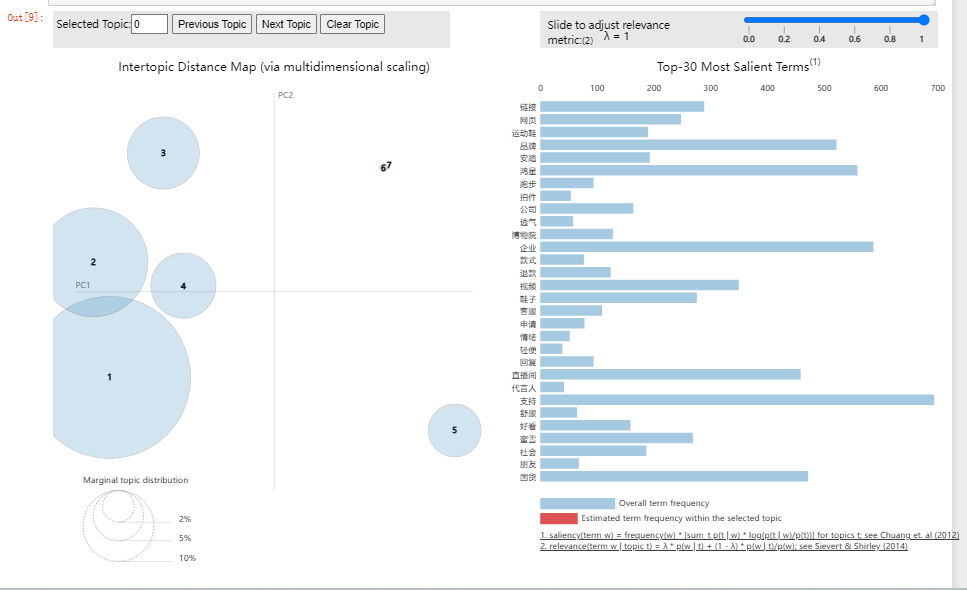 Out[9]:
Selected Topic: 0 Previous Topic Next Topic Clear Topic
Slide to adjust relevance metric:(2)
λ = 1
0.0 0.2 0.4 0.6 0.8 1
Intertopic Distance Map (via multidimensional scaling)
PC2
PC1
3
6
7
2
4
1
5
Marginal topic distribution
2%
5%
10%
Top-30 Most Salient Terms(1)
0 100 200 300 400 500 600 700
链接
网页
运动鞋
品牌
安踏
鸿星
跑步
拍件
公司
透气
博物院
企业
款式
退款
视频
鞋子
客服
申请
情绪
轻便
回复
直播间
代言人
支持
舒服
好看
蜜雪
社会
朋友
国货
Overall term frequency
Estimated term frequency within the selected topic
1. saliency(term w) = frequency(w) * [sum_t p(t | w) * log(p(t | w)/p(t))] for topics t; see Chuang et. al (2012)
2. relevance(term w | topic t) = λ * p(w | t) + (1 - λ) * p(w | t)/p(w); see Sievert & Shirley (2014)